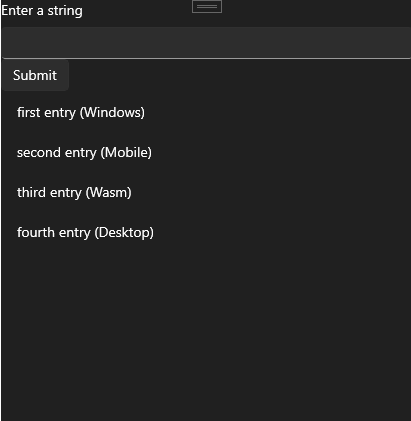 Enter a string
Submit
first entry (Windows)
second entry (Mobile)
third entry (Wasm)
fourth entry (Desktop)